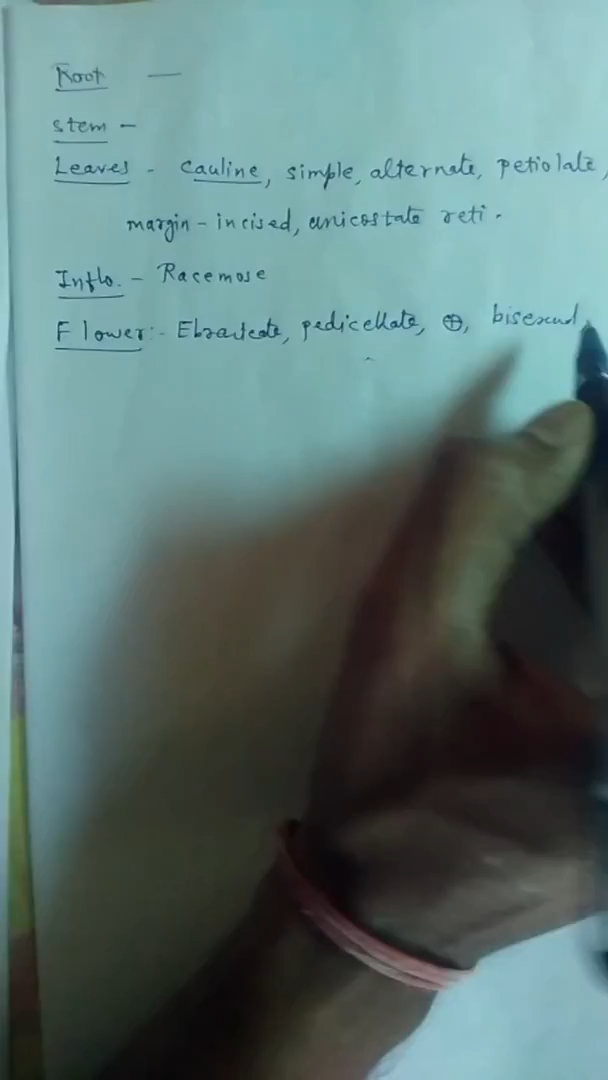 Root —
Stem -
Leaves - cauline, simple, alternate, petiolate,
margin - incised, unicostate reti.
Inflo. - Racemose
Flower :- Ebracteate, pedicellate, ⊕, bisexual,